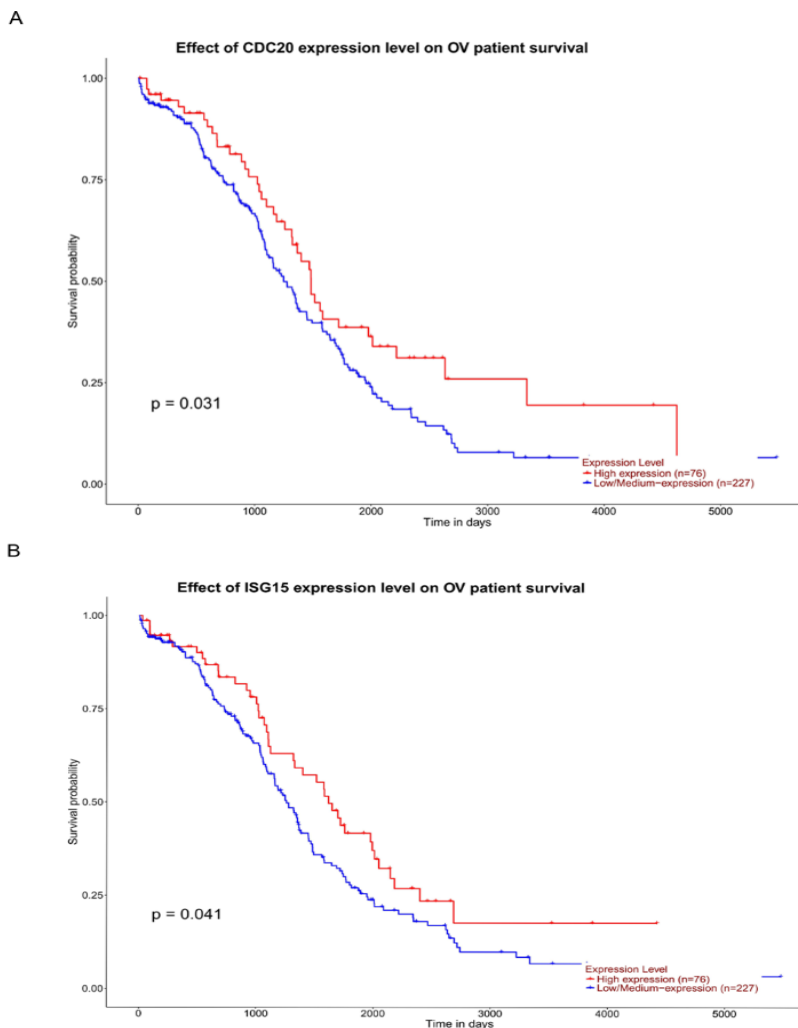 A
Effect of CDC20 expression level on OV patient survival
1.00
0.75
Survival probability
0.50
0.25
p = 0.031
0.00
Expression Level
High expression (n=76)
Low/Medium−expression (n=227)
0 1000 2000 3000 4000 5000
Time in days
B
Effect of ISG15 expression level on OV patient survival
1.00
0.75
Survival probability
0.50
0.25
p = 0.041
0.00
Expression Level
High expression (n=76)
Low/Medium−expression (n=227)
0 1000 2000 3000 4000 5000
Time in days